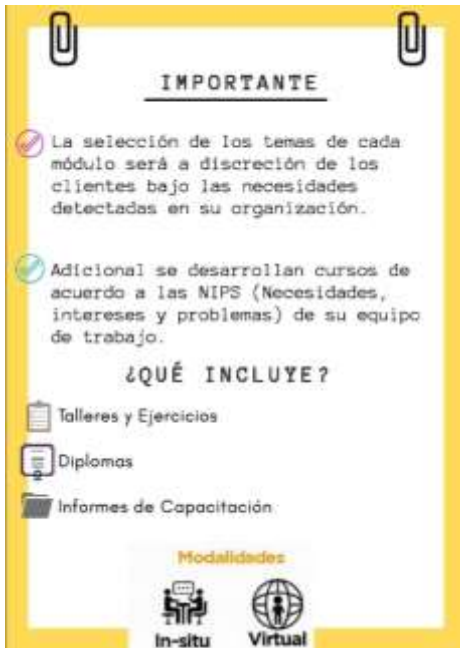 IMPORTANTE
La selección de los temas de cada
módulo será a discreción de los
clientes bajo las necesidades
detectadas en su organización.
Adicional se desarrollan cursos de
acuerdo a las NIPS (Necesidades,
intereses y problemas) de su equipo
de trabajo.
¿QUÉ INCLUYE?
Talleres y Ejercicios
Diplomas
Informes de Capacitación
Modalidades
In-situ Virtual